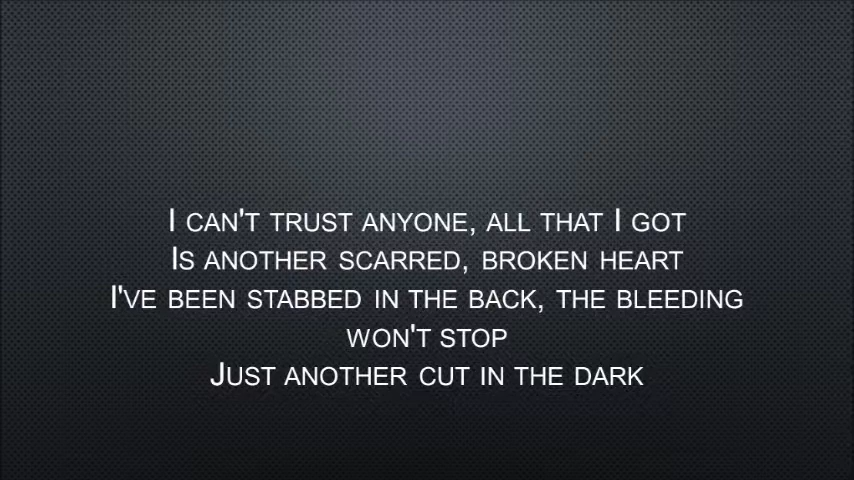 I can't trust anyone, all that I got
Is another scarred, broken heart
I've been stabbed in the back, the bleeding
won't stop
Just another cut in the dark